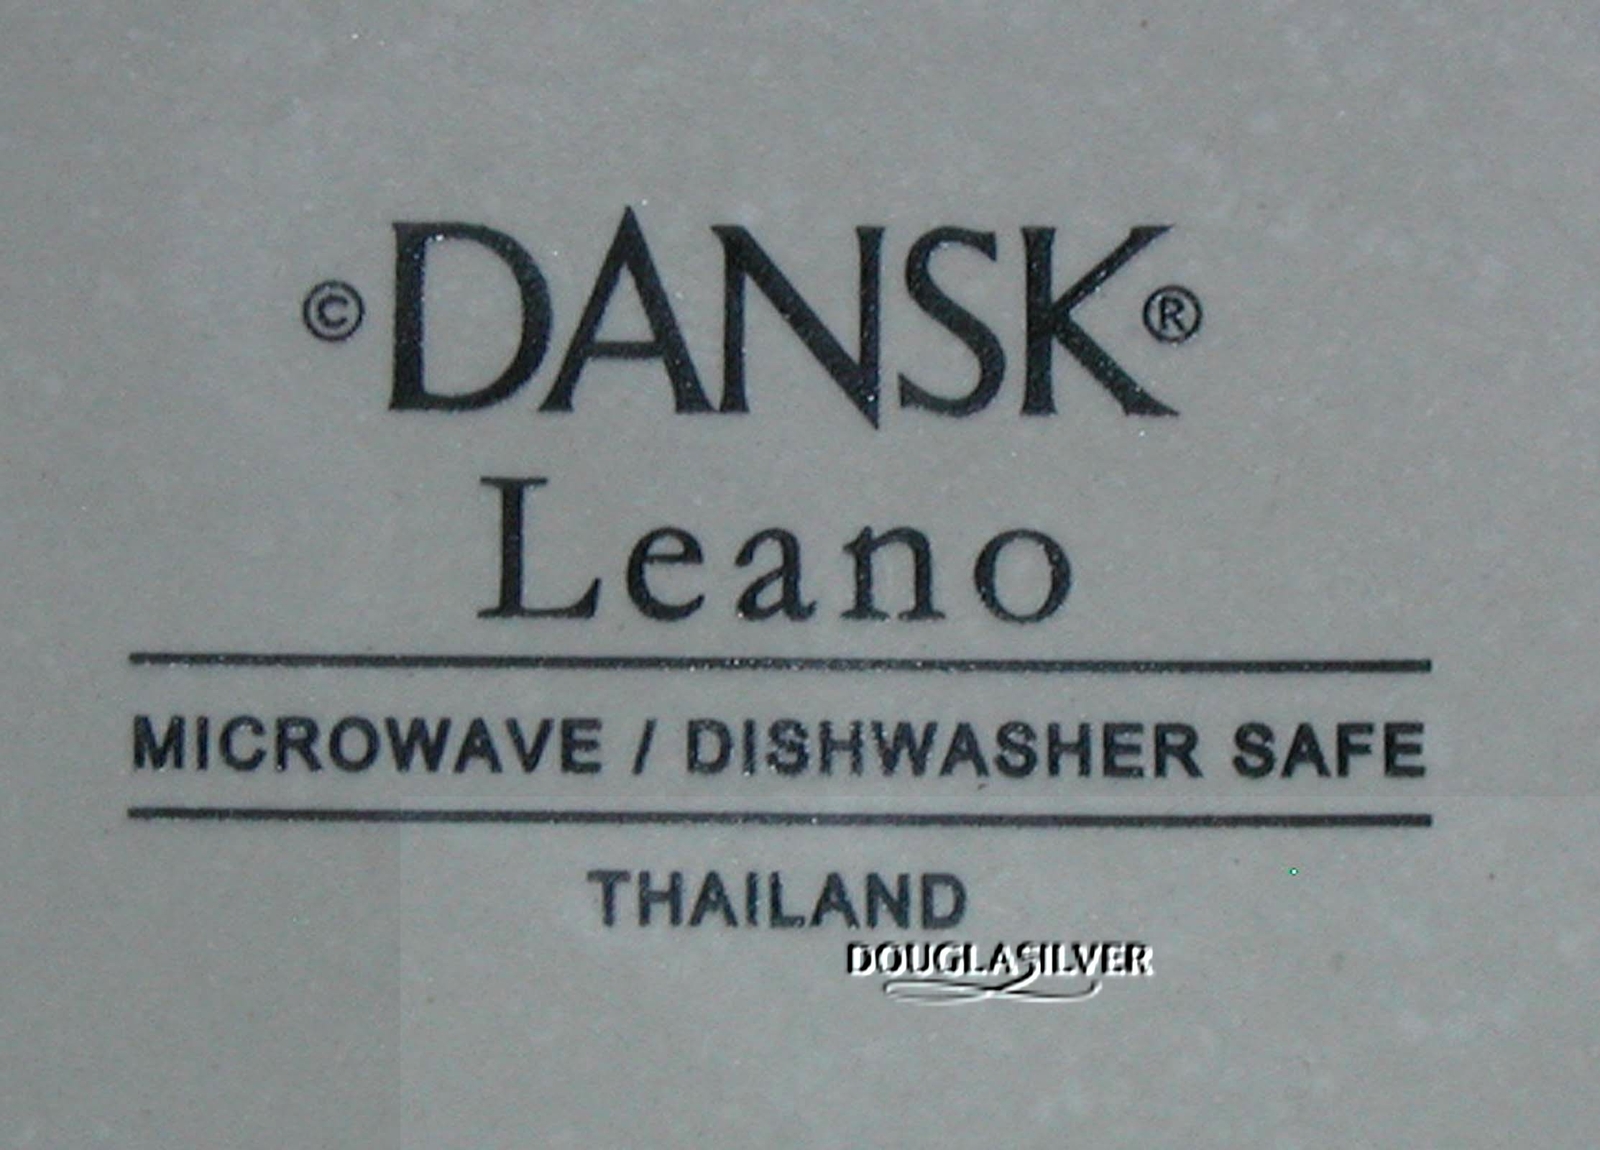 © DANSK ®
Leano
MICROWAVE / DISHWASHER SAFE
THAILAND
DOUGLASILVER